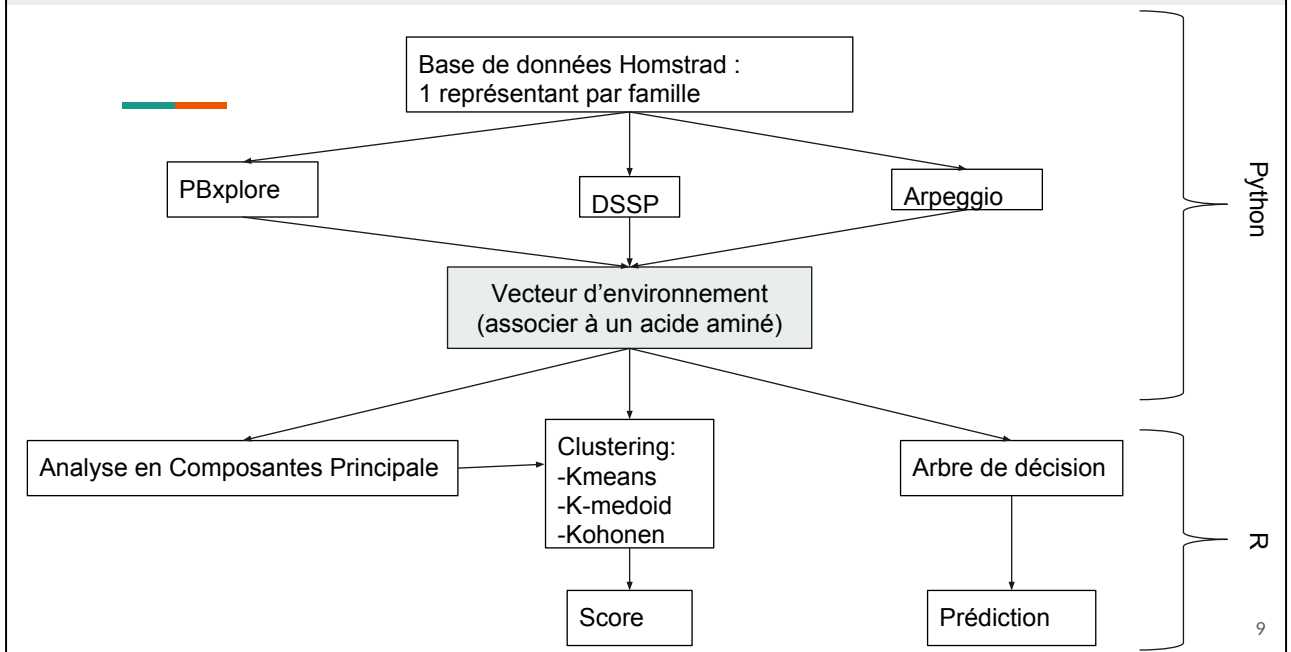 Base de données Homstrad :
1 représentant par famille
PBxplore
DSSP
Arpeggio
Python
Vecteur d’environnement
(associer à un acide aminé)
Analyse en Composantes Principale
Clustering:
-Kmeans
-K-medoid
-Kohonen
Arbre de décision
R
Score
Prédiction
9